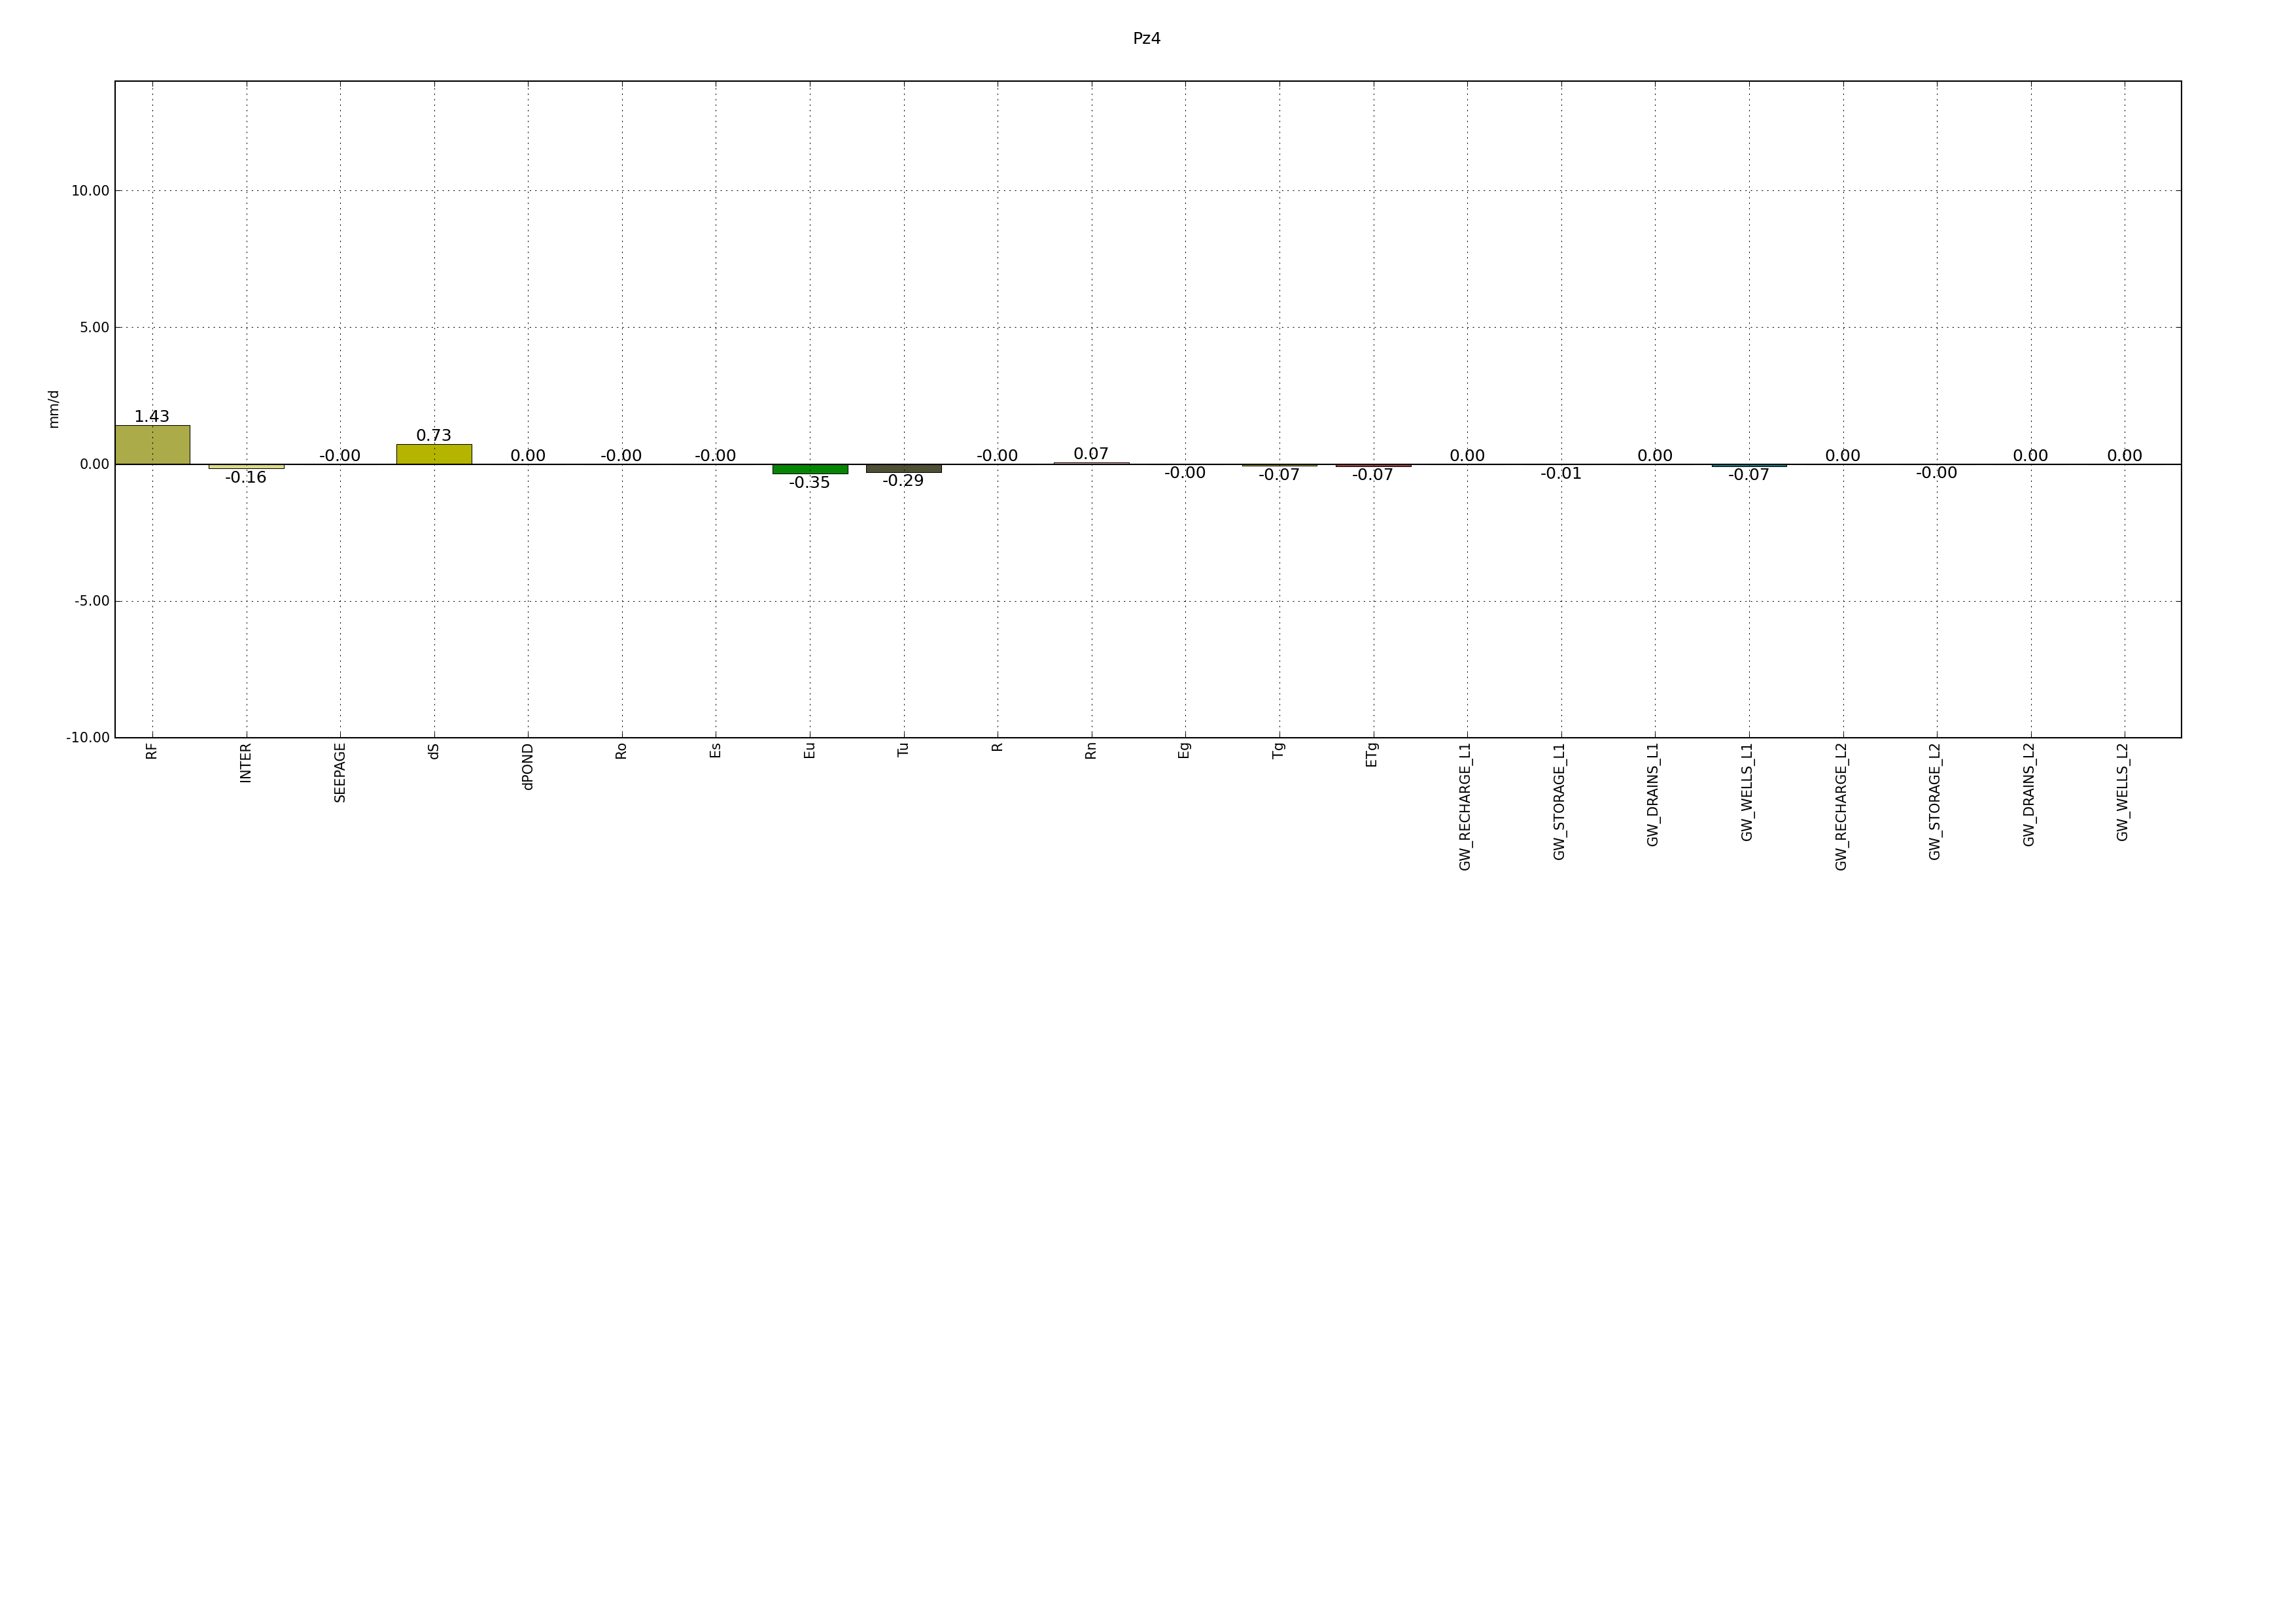 Pz4
10.00
5.00
0.00
-5.00
-10.00
mm/d
1.43
-0.16
-0.00
0.73
0.00
-0.00
-0.00
-0.35
-0.29
-0.00
0.07
-0.00
-0.07
-0.07
0.00
-0.01
0.00
-0.07
0.00
-0.00
0.00
0.00
RF
INTER
SEEPAGE
dS
dPOND
Ro
Es
Eu
Tu
R
Rn
Eg
Tg
ETg
GW_RECHARGE_L1
GW_STORAGE_L1
GW_DRAINS_L1
GW_WELLS_L1
GW_RECHARGE_L2
GW_STORAGE_L2
GW_DRAINS_L2
GW_WELLS_L2